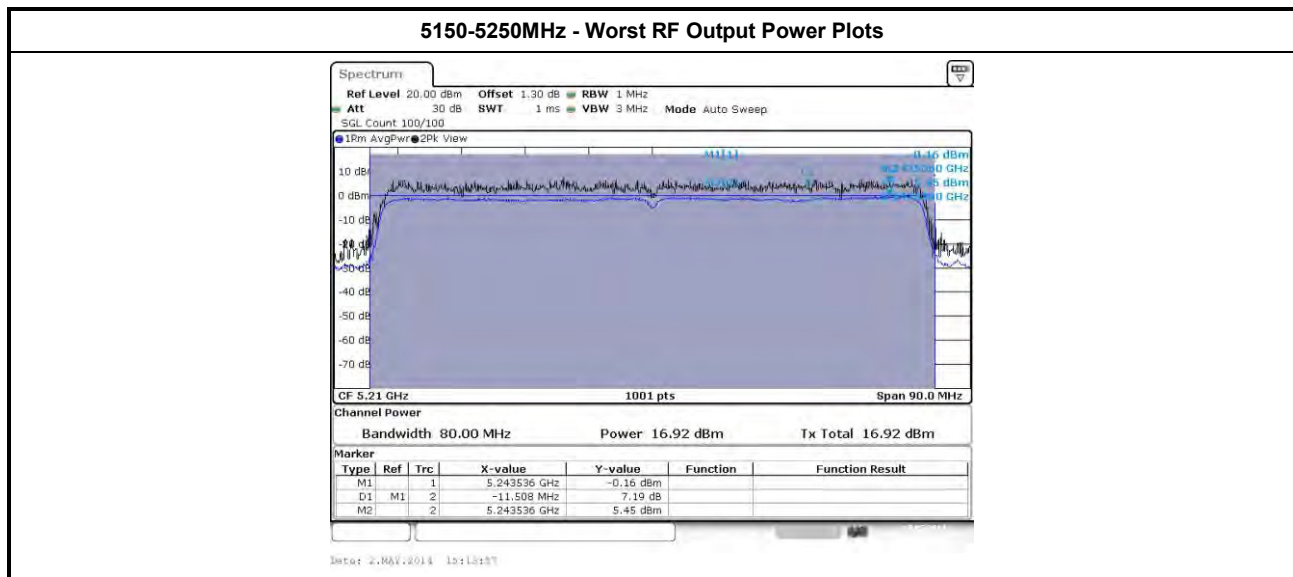 5150-5250MHz - Worst RF Output Power Plots
Spectrum
Ref Level 20.00 dBm Offset 1.30 dB RBW 1 MHz
Att 30 dB SWT 1 ms VBW 3 MHz Mode Auto Sweep
SGL Count 100/100
1Rm AvgPwr 2Pk View
M1[1]
10 dB
0 dBm
-10 dB
-40 dB
-50 dB
-60 dB
-70 dB
CF 5.21 GHz 1001 pts Span 90.0 MHz
Channel Power
Bandwidth 80.00 MHz Power 16.92 dBm Tx Total 16.92 dBm
Marker
Type Ref Trc X-value Y-value Function Function Result
M1 1 5.243536 GHz -0.16 dBm
D1 M1 2 -11.508 MHz 7.19 dB
M2 2 5.243536 GHz 5.45 dBm
Date: 2.MAY.2014